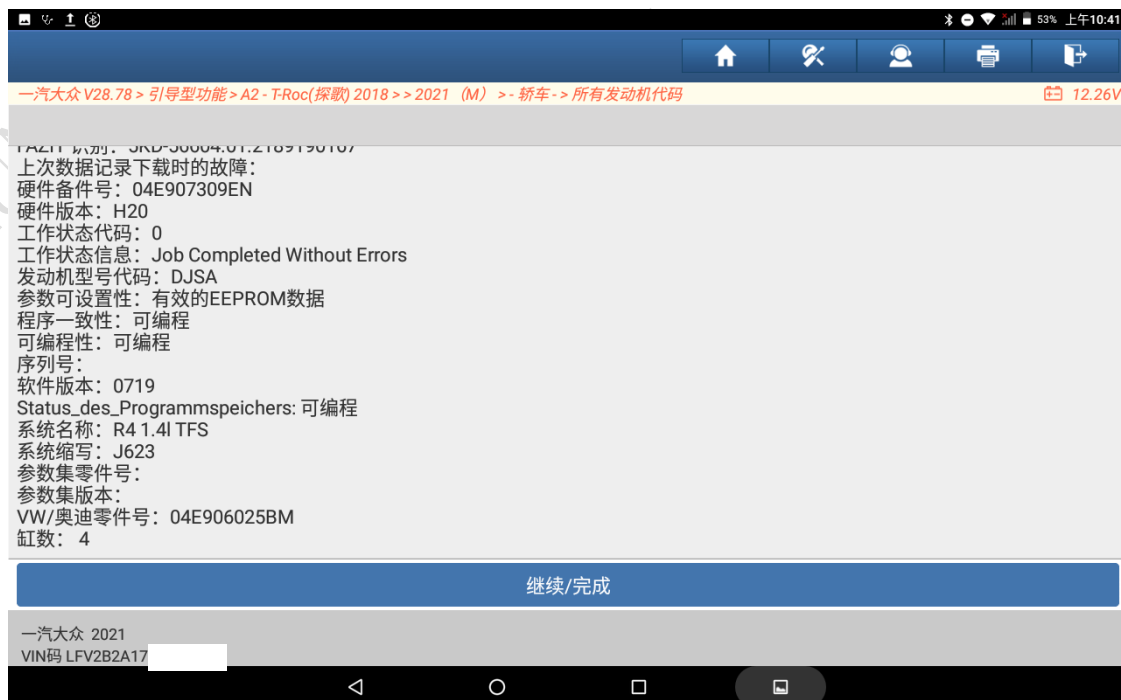 53% 上午10:41
一汽大众 V28.78 > 引导型功能 > A2 - T-Roc(探歌) 2018 > > 2021（M） > - 轿车 - > 所有发动机代码
12.26V
上次数据记录下载时的故障：
硬件备件号：04E907309EN
硬件版本：H20
工作状态代码：0
工作状态信息：Job Completed Without Errors
发动机型号代码：DJSA
参数可设置性：有效的EEPROM数据
程序一致性：可编程
可编程性：可编程
序列号：
软件版本：0719
Status_des_Programmspeichers: 可编程
系统名称：R4 1.4l TFS
系统缩写：J623
参数集零件号：
参数集版本：
VW/奥迪零件号：04E906025BM
缸数： 4
继续/完成
一汽大众 2021
VIN码 LFV2B2A17